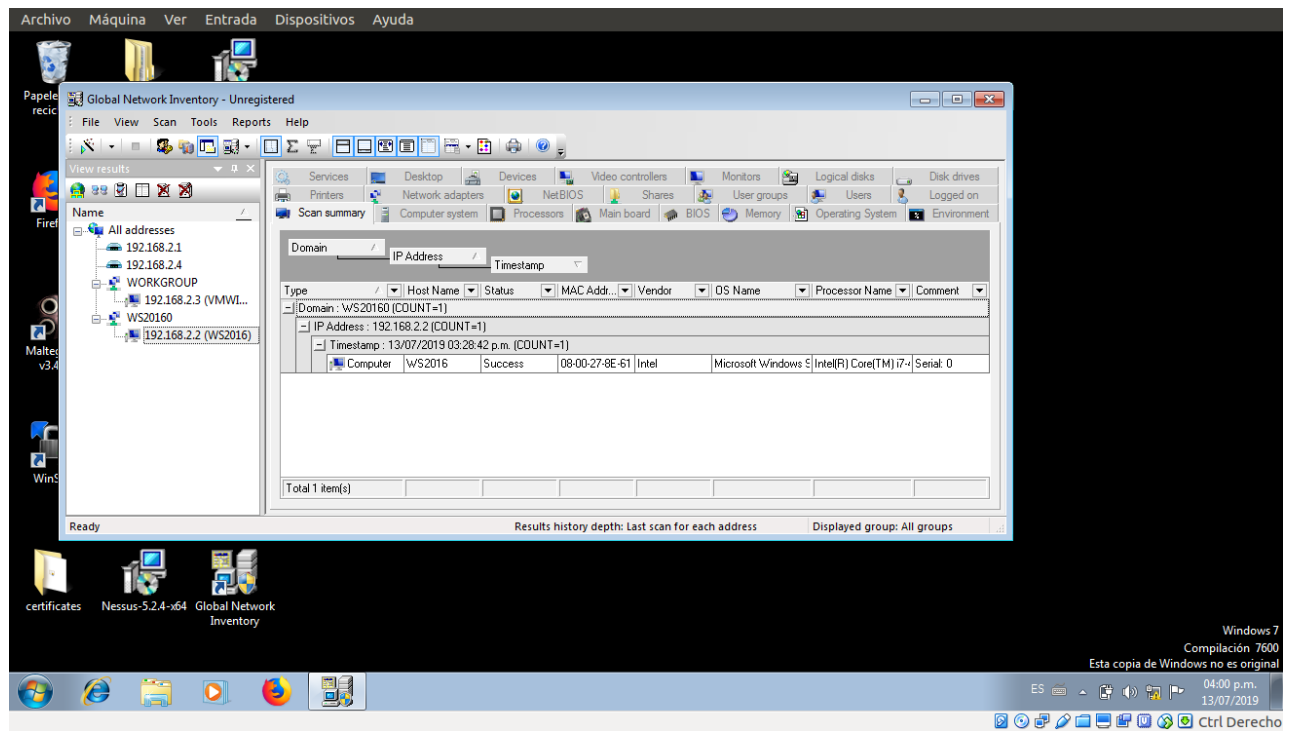 Archivo Máquina Ver Entrada Dispositivos Ayuda
Papele
recic
Global Network Inventory - Unregistered
File View Scan Tools Reports Help
View results
Name
All addresses
192.168.2.1
192.168.2.4
WORKGROUP
192.168.2.3 (VMWI...
WS20160
192.168.2.2 (WS2016)
Services Desktop Devices Video controllers Monitors Logical disks Disk drives
Printers Network adapters NetBIOS Shares User groups Users Logged on
Scan summary Computer system Processors Main board BIOS Memory Operating System Environment
Domain
IP Address
Timestamp
Type Host Name Status MAC Addr... Vendor OS Name Processor Name Comment
Domain : WS20160 (COUNT=1)
IP Address : 192.168.2.2 (COUNT=1)
Timestamp : 13/07/2019 03:28:42 p.m. (COUNT=1)
Computer WS2016 Success 08-00-27-8E-61 Intel Microsoft Windows S Intel(R) Core(TM) i7-4 Serial: 0
Total 1 item(s)
Ready Results history depth: Last scan for each address Displayed group: All groups
Firef
Malteg
v3.4
WinS
certificates
Nessus-5.2.4-x64
Global Network
Inventory
Windows 7
Compilación 7600
Esta copia de Windows no es original
ES
04:00 p.m.
13/07/2019
Ctrl Derecho